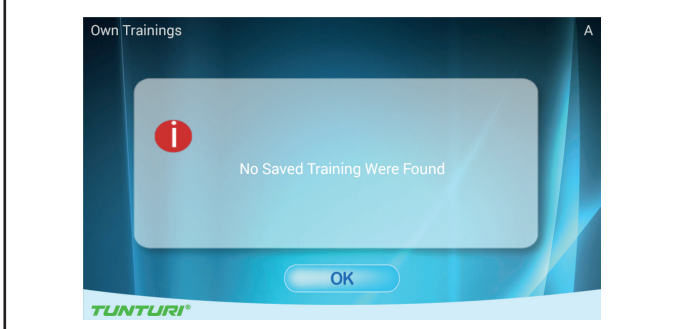 Own Trainings A
i
No Saved Training Were Found
OK
TUNTURI®